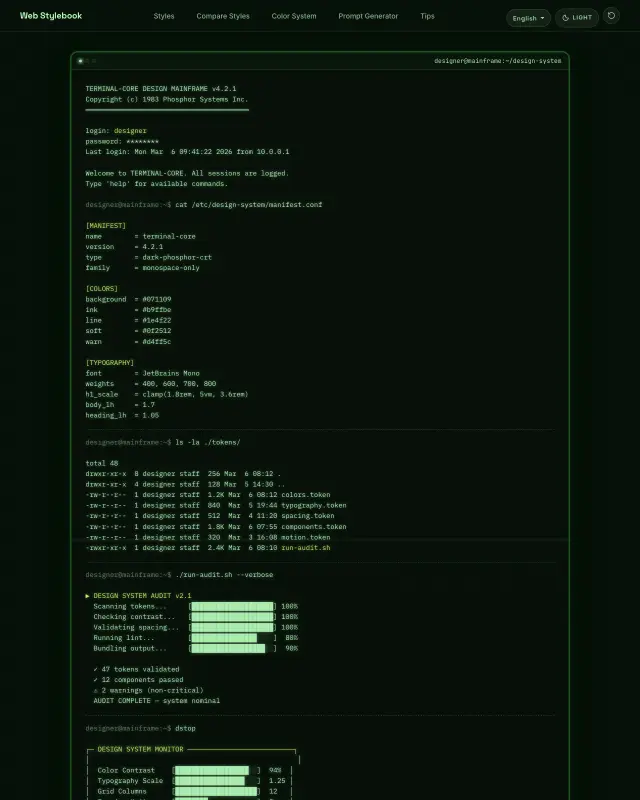 Web Stylebook
Styles
Compare Styles
Color System
Prompt Generator
Tips
English
LIGHT
designer@mainframe:~/design-system
TERMINAL-CORE DESIGN MAINFRAME v4.2.1
Copyright (c) 1983 Phosphor Systems Inc.
login: designer
password: ********
Last login: Mon Mar  6 09:41:22 2026 from 10.0.0.1
Welcome to TERMINAL-CORE. All sessions are logged.
Type 'help' for available commands.
designer@mainframe:~$ cat /etc/design-system/manifest.conf
[MANIFEST]
name        = terminal-core
version     = 4.2.1
type        = dark-phosphor-crt
family      = monospace-only
[COLORS]
background  = #071109
ink         = #b9ffbe
line        = #1e4f22
soft        = #0f2512
warn        = #d4ff5c
[TYPOGRAPHY]
font        = JetBrains Mono
weights     = 400, 600, 700, 800
h1_scale    = clamp(1.8rem, 5vw, 3.6rem)
body_lh     = 1.7
heading_lh  = 1.05
designer@mainframe:~$ ls -la ./tokens/
total 48
drwxr-xr-x  8 designer staff  256 Mar  6 08:12 .
drwxr-xr-x  4 designer staff  128 Mar  5 14:30 ..
-rw-r--r--  1 designer staff  1.2K Mar  6 08:12 colors.token
-rw-r--r--  1 designer staff  840  Mar  5 19:44 typography.token
-rw-r--r--  1 designer staff  512  Mar  4 11:20 spacing.token
-rw-r--r--  1 designer staff  1.8K Mar  6 07:55 components.token
-rw-r--r--  1 designer staff  320  Mar  3 16:08 motion.token
-rwxr-xr-x  1 designer staff  2.4K Mar  6 08:10 run-audit.sh
designer@mainframe:~$ ./run-audit.sh --verbose
▶ DESIGN SYSTEM AUDIT v2.1
Scanning tokens... [ ] 100%
Checking contrast... [ ] 100%
Validating spacing... [ ] 100%
Running lint... [ ] 80%
Bundling output... [ ] 90%
✓ 47 tokens validated
✓ 12 components passed
⚠ 2 warnings (non-critical)
AUDIT COMPLETE — system nominal
designer@mainframe:~$ dstop
DESIGN SYSTEM MONITOR
Color Contrast [ ] 94%
Typography Scale [ ] 1.25
Grid Columns [ ] 12